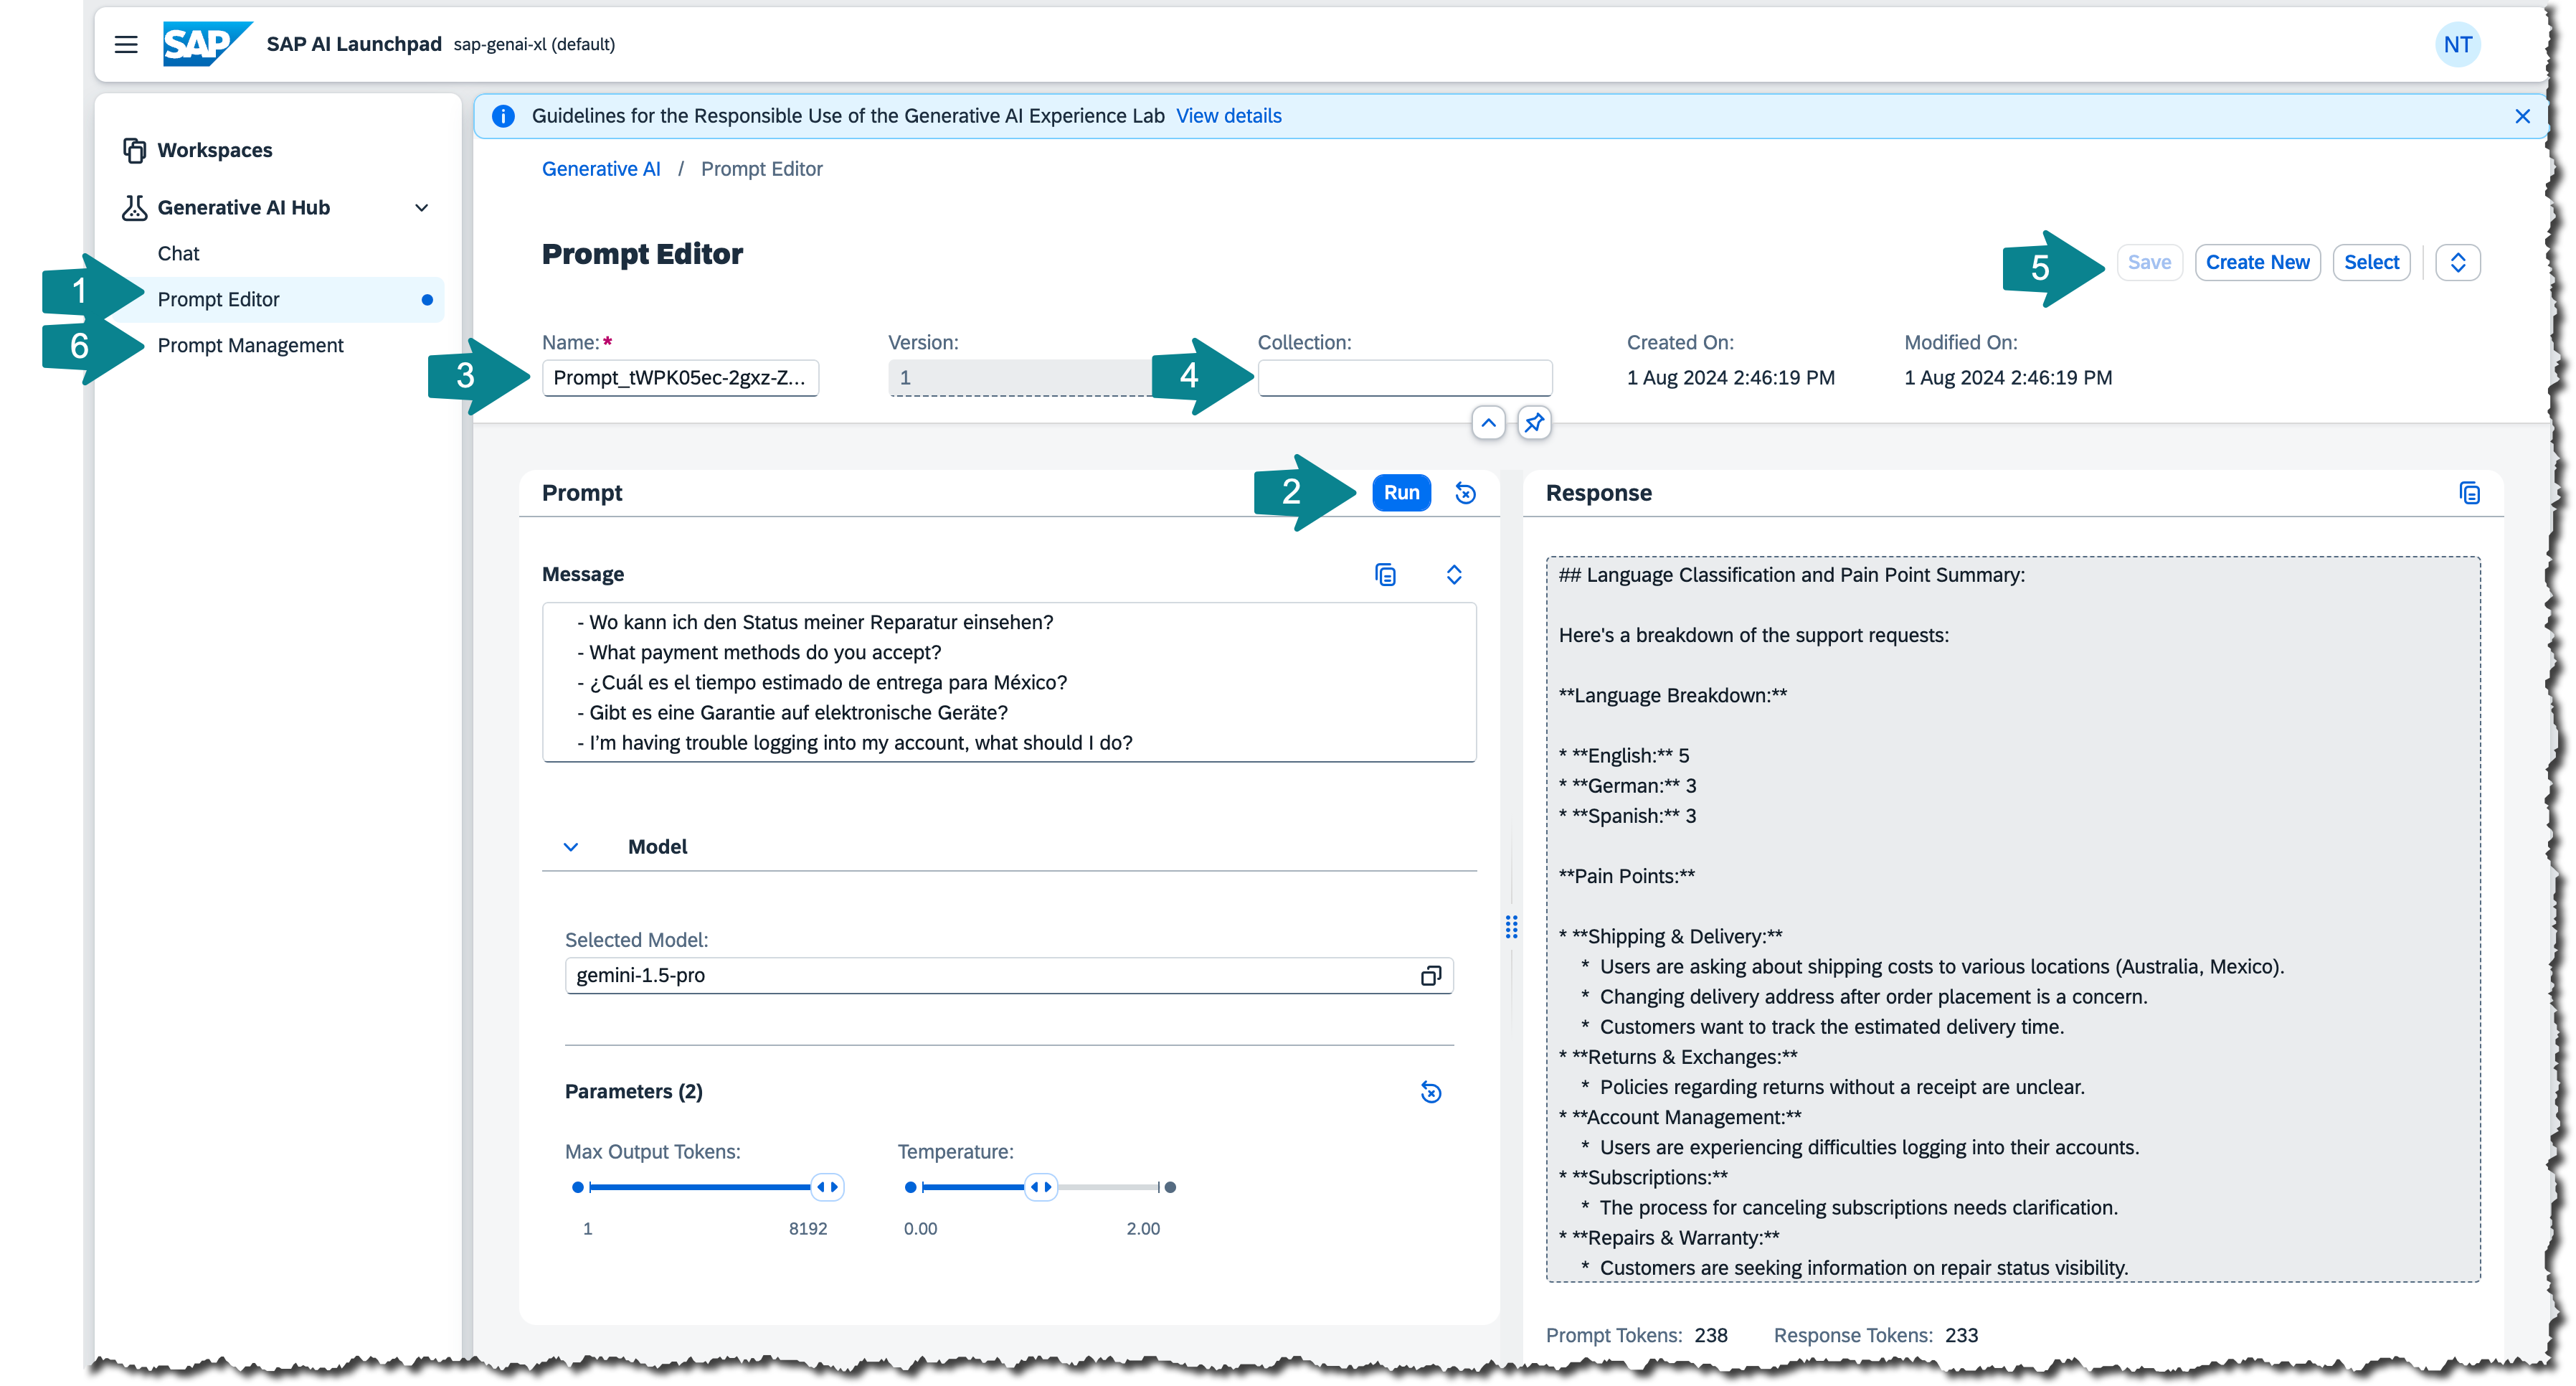 SAP SAP AI Launchpad sap-genai-xl (default) NT
Workspaces
Generative AI Hub
Chat
1 Prompt Editor
6 Prompt Management
Guidelines for the Responsible Use of the Generative AI Experience Lab View details
Generative AI / Prompt Editor
Prompt Editor
5 Save Create New Select
Name:* Version: Collection: Created On: Modified On:
3 Prompt_tWPK05ec-2gxz-Z... 1 4 1 Aug 2024 2:46:19 PM 1 Aug 2024 2:46:19 PM
Prompt 2 Run
Message
- Wo kann ich den Status meiner Reparatur einsehen?
- What payment methods do you accept?
- ¿Cuál es el tiempo estimado de entrega para México?
- Gibt es eine Garantie auf elektronische Geräte?
- I’m having trouble logging into my account, what should I do?
Model
Selected Model:
gemini-1.5-pro
Parameters (2)
Max Output Tokens: Temperature:
1 8192 0.00 2.00
Response
## Language Classification and Pain Point Summary:
Here's a breakdown of the support requests:
**Language Breakdown:**
* **English:** 5
* **German:** 3
* **Spanish:** 3
**Pain Points:**
* **Shipping & Delivery:**
* Users are asking about shipping costs to various locations (Australia, Mexico).
* Changing delivery address after order placement is a concern.
* Customers want to track the estimated delivery time.
* **Returns & Exchanges:**
* Policies regarding returns without a receipt are unclear.
* **Account Management:**
* Users are experiencing difficulties logging into their accounts.
* **Subscriptions:**
* The process for canceling subscriptions needs clarification.
* **Repairs & Warranty:**
* Customers are seeking information on repair status visibility.
Prompt Tokens: 238 Response Tokens: 233